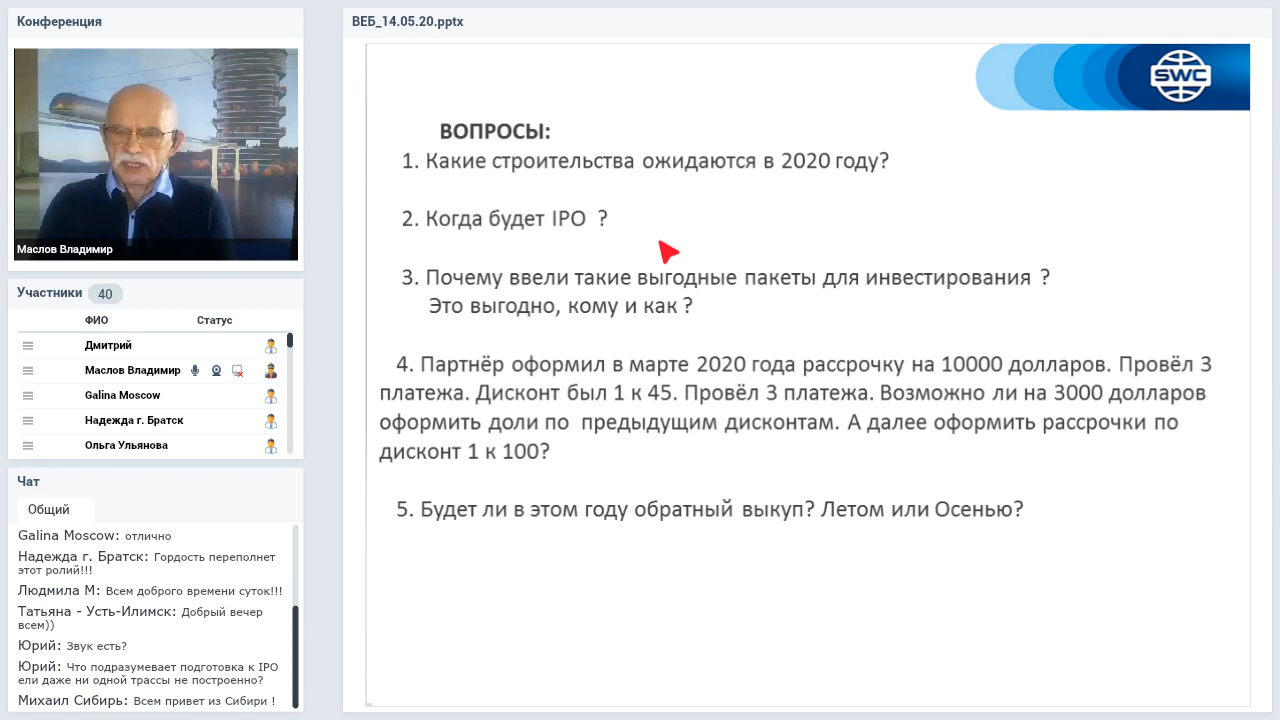 Конференция
Маслов Владимир
Участники 40
ФИО Статус
Дмитрий
Маслов Владимир
Galina Moscow
Надежда г. Братск
Ольга Ульянова
Чат
Общий
Galina Moscow: отлично
Надежда г. Братск: Гордость переполнет
этот ролий!!!
Людмила М: Всем доброго времени суток!!!
Татьяна - Усть-Илимск: Добрый вечер
всем))
Юрий: Звук есть?
Юрий: Что подразумевает подготовка к IPO
ели даже ни одной трассы не построенно?
Михаил Сибирь: Всем привет из Сибири !
ВЕБ_14.05.20.pptx
SWC
ВОПРОСЫ:
1. Какие строительства ожидаются в 2020 году?
2. Когда будет IPO ?
3. Почему ввели такие выгодные пакеты для инвестирования ?
Это выгодно, кому и как ?
4. Партнёр оформил в марте 2020 года рассрочку на 10000 долларов. Провёл 3
платежа. Дисконт был 1 к 45. Провёл 3 платежа. Возможно ли на 3000 долларов
оформить доли по предыдущим дисконтам. А далее оформить рассрочки по
дисконт 1 к 100?
5. Будет ли в этом году обратный выкуп? Летом или Осенью?